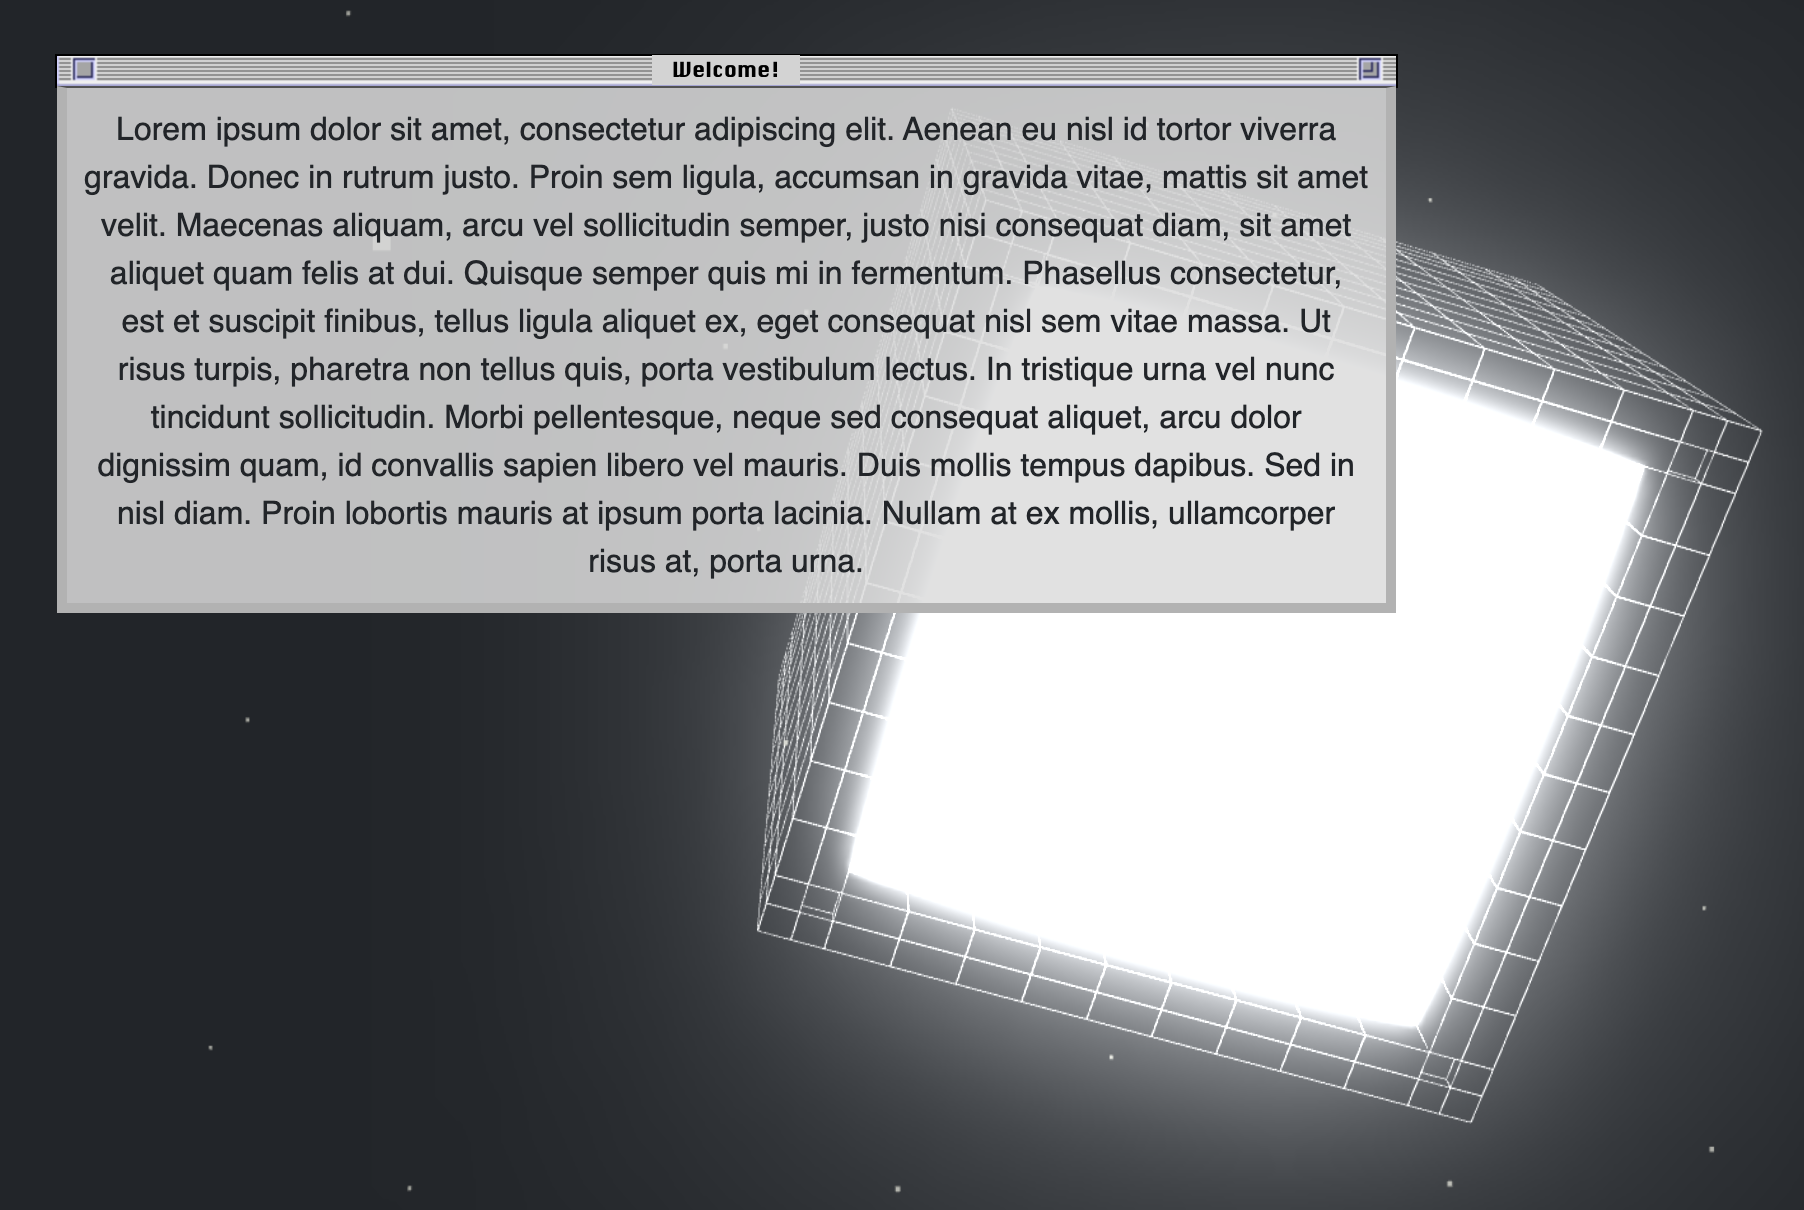 Welcome!
Lorem ipsum dolor sit amet, consectetur adipiscing elit. Aenean eu nisl id tortor viverra
gravida. Donec in rutrum justo. Proin sem ligula, accumsan in gravida vitae, mattis sit amet
velit. Maecenas aliquam, arcu vel sollicitudin semper, justo nisi consequat diam, sit amet
aliquet quam felis at dui. Quisque semper quis mi in fermentum. Phasellus consectetur,
est et suscipit finibus, tellus ligula aliquet ex, eget consequat nisl sem vitae massa. Ut
risus turpis, pharetra non tellus quis, porta vestibulum lectus. In tristique urna vel nunc
tincidunt sollicitudin. Morbi pellentesque, neque sed consequat aliquet, arcu dolor
dignissim quam, id convallis sapien libero vel mauris. Duis mollis tempus dapibus. Sed in
nisl diam. Proin lobortis mauris at ipsum porta lacinia. Nullam at ex mollis, ullamcorper
risus at, porta urna.